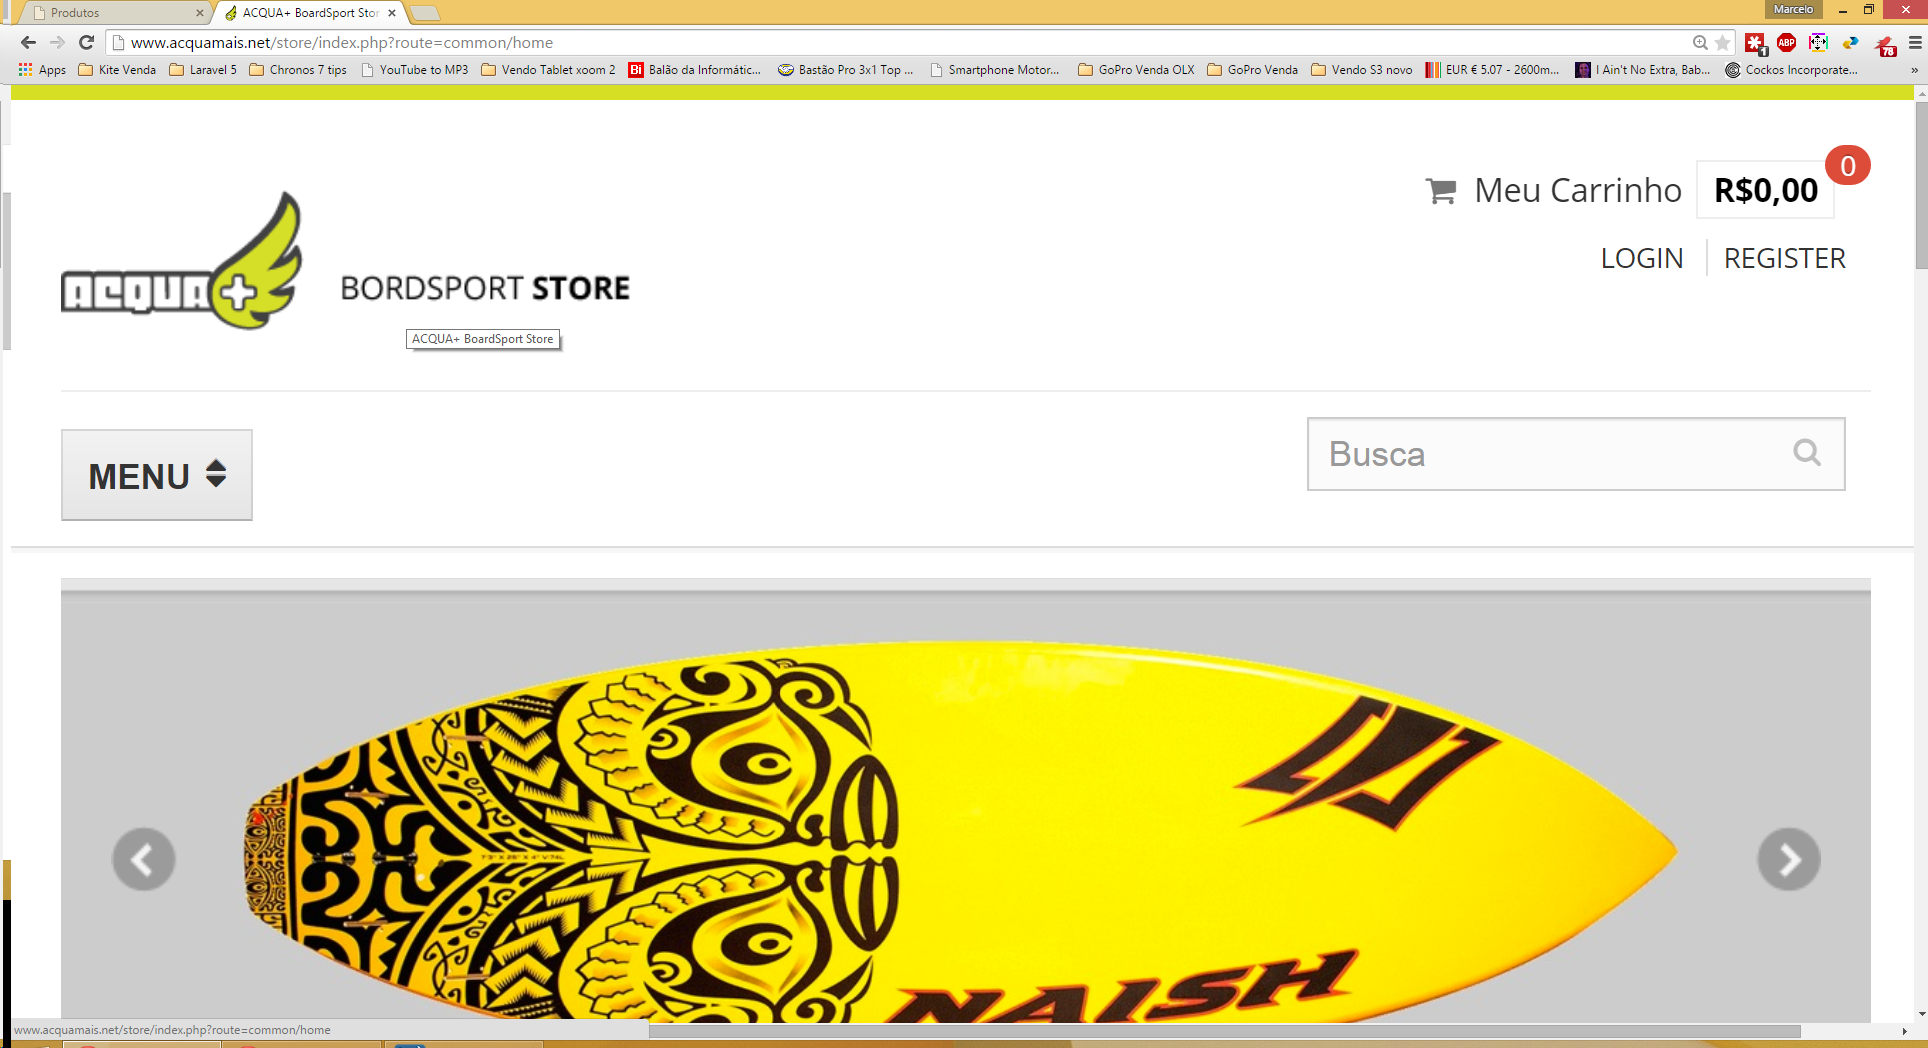 Produtos
ACQUA+ BoardSport Stor
Marcelo
www.acquamais.net/store/index.php?route=common/home
1
ABP
78
Apps
Kite Venda
Laravel 5
Chronos 7 tips
YouTube to MP3
Vendo Tablet xoom 2
Bi Balão da Informátic...
Bastão Pro 3x1 Top ...
Smartphone Motor...
GoPro Venda OLX
GoPro Venda
Vendo S3 novo
EUR € 5.07 - 2600m...
I Ain't No Extra, Bab...
Cockos Incorporate...
»
Meu Carrinho
R$0,00
0
LOGIN
REGISTER
ACQUA+
BORDSPORT STORE
ACQUA+ BoardSport Store
MENU
Busca
NAISH
www.acquamais.net/store/index.php?route=common/home